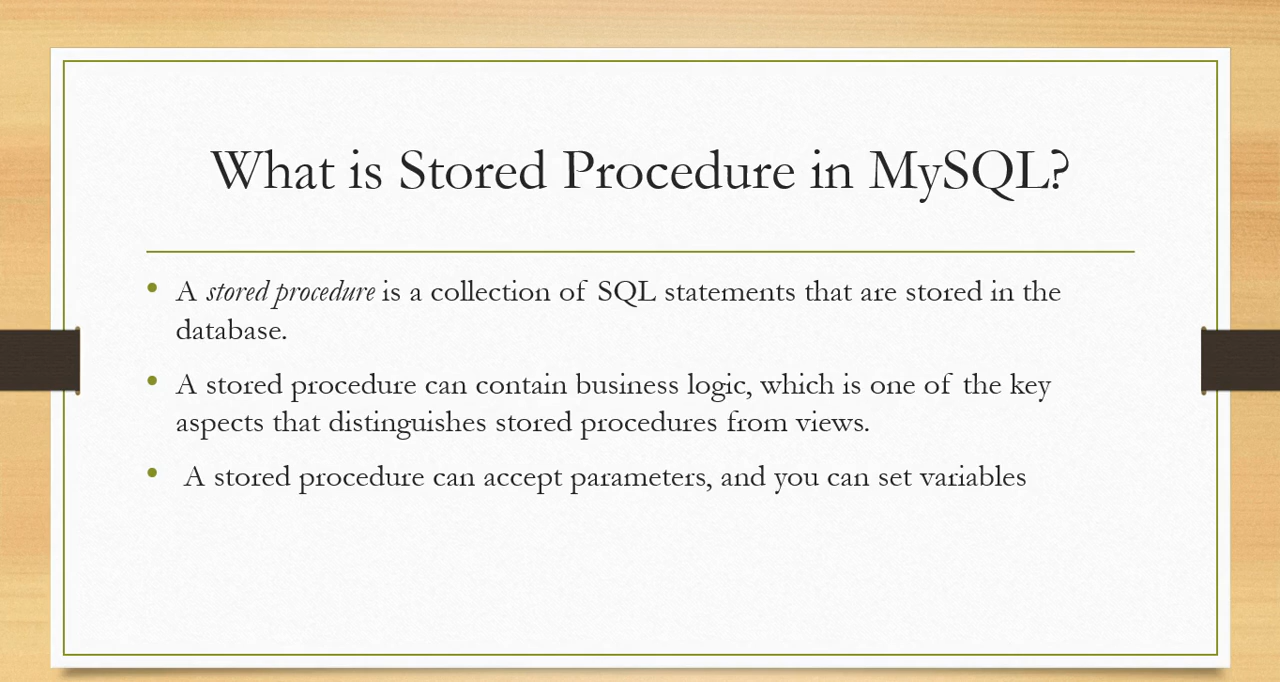 What is Stored Procedure in MySQL?
• A stored procedure is a collection of SQL statements that are stored in the
database.
• A stored procedure can contain business logic, which is one of the key
aspects that distinguishes stored procedures from views.
• A stored procedure can accept parameters, and you can set variables